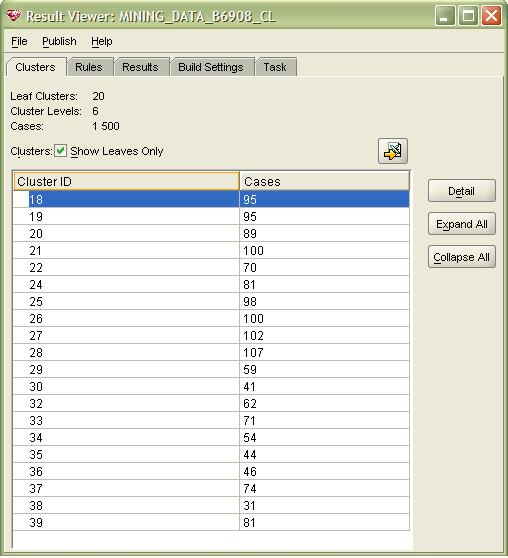 Result Viewer: MINING_DATA_B6908_CL
File Publish Help
Clusters Rules Results Build Settings Task
Leaf Clusters: 20
Cluster Levels: 6
Cases: 1 500
Clusters: Show Leaves Only
Cluster ID Cases
18 95
19 95
20 89
21 100
22 70
24 81
25 98
26 100
27 102
28 107
29 59
30 41
32 62
33 71
34 54
35 44
36 46
37 74
38 31
39 81
Detail
Expand All
Collapse All